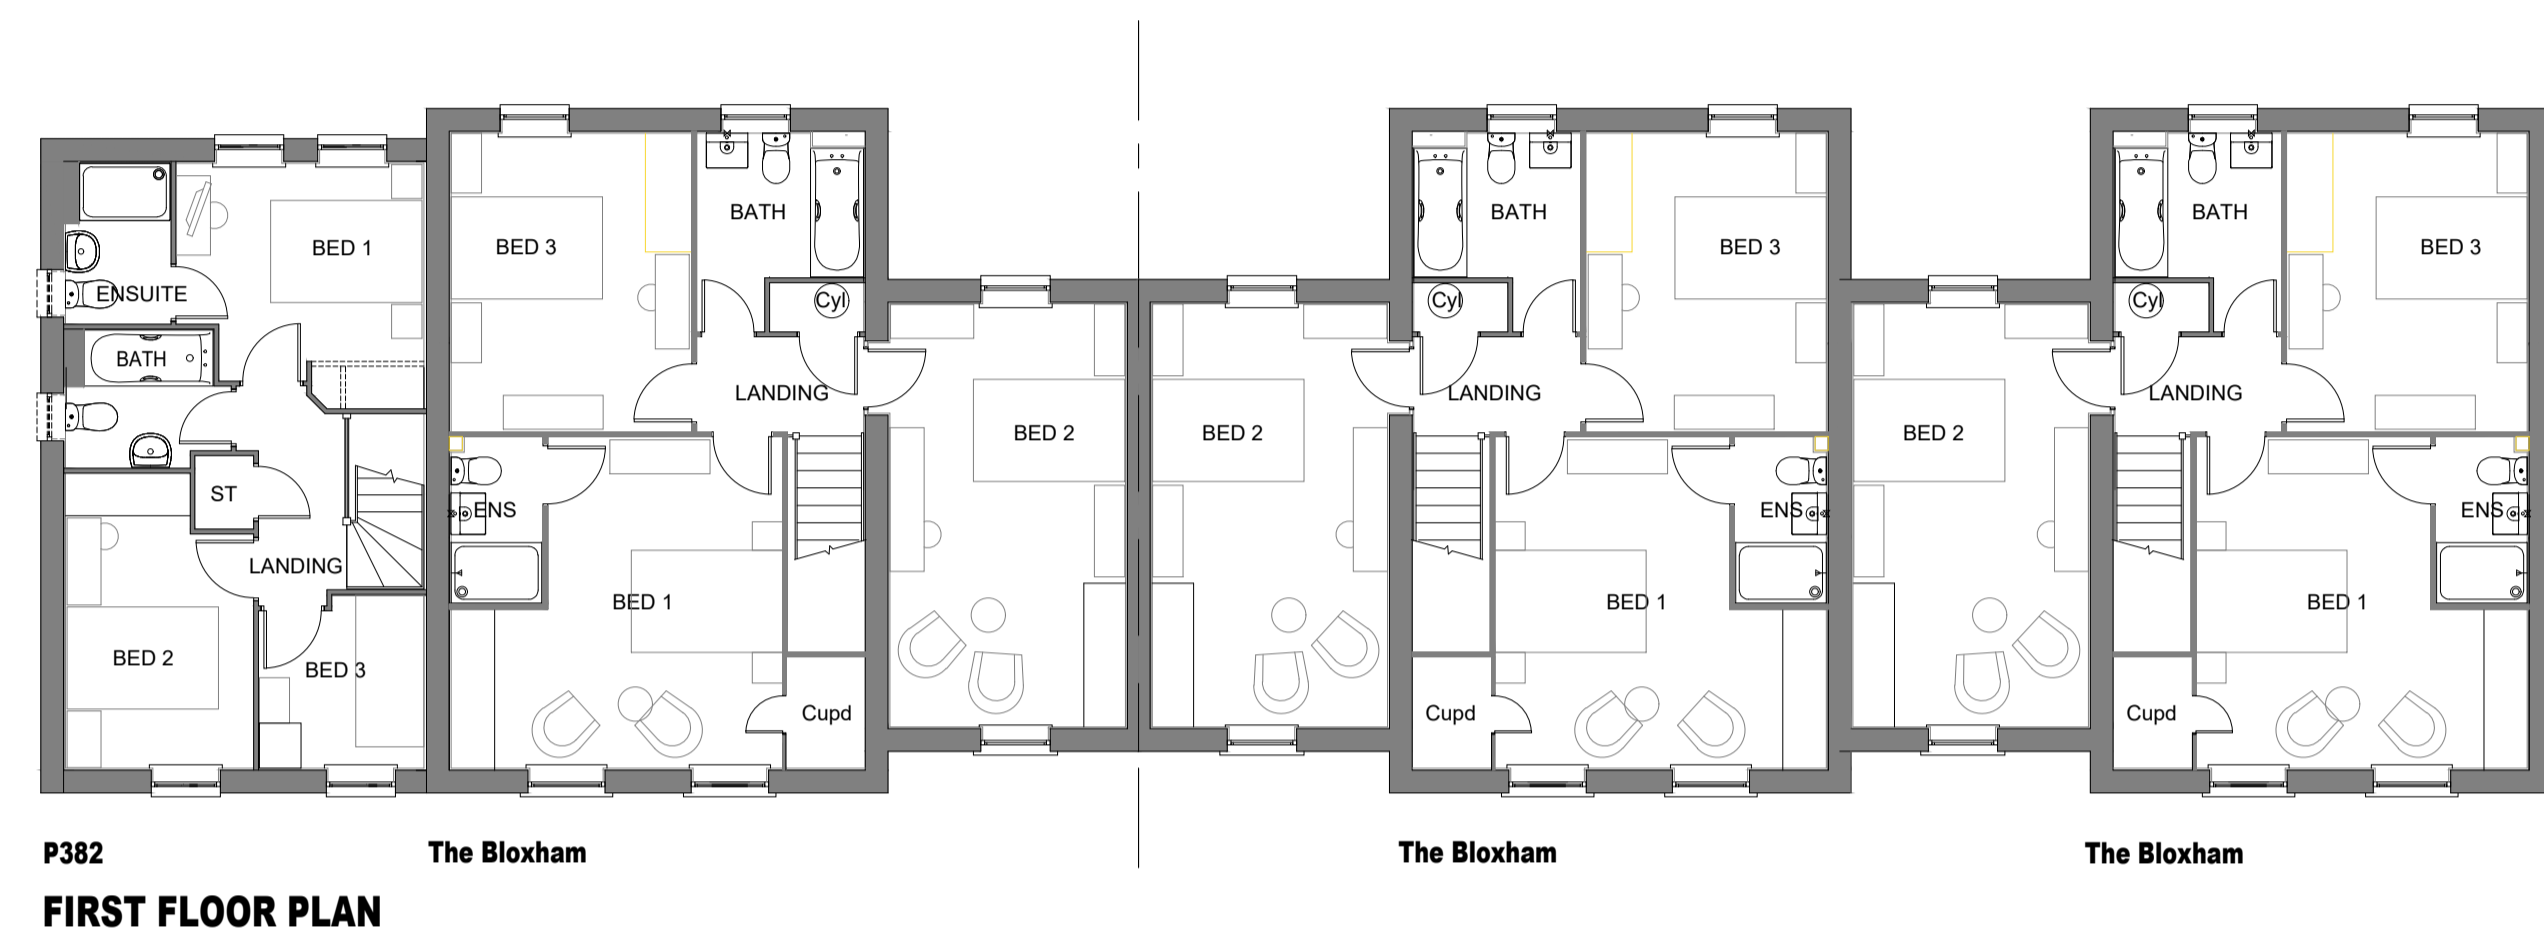 BED 1
ENSUITE
BATH
ST
LANDING
BED 2
BED 3
BED 3
BATH
Cyl
LANDING
ENS
BED 1
Cupd
BED 2
BED 2
BATH
Cyl
LANDING
BED 3
ENS
BED 1
Cupd
BED 2
BATH
Cyl
LANDING
BED 3
ENS
BED 1
Cupd
P382
The Bloxham
The Bloxham
The Bloxham
FIRST FLOOR PLAN